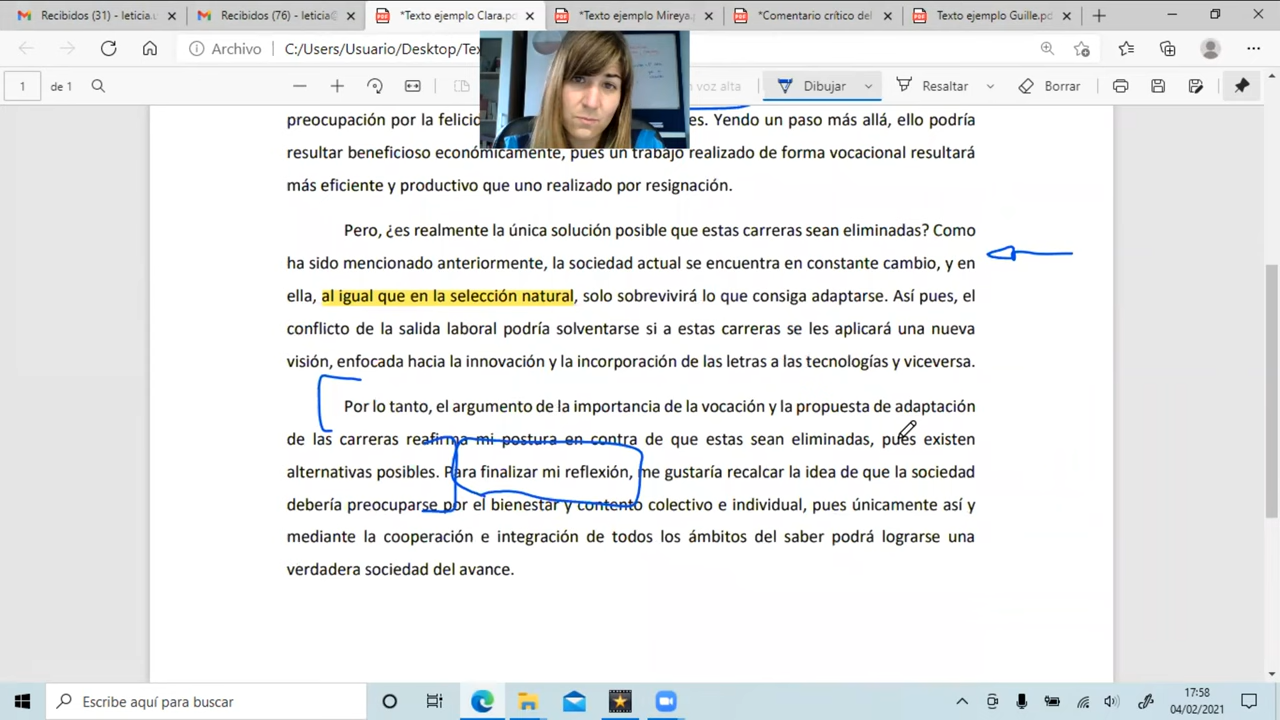 Recibidos (31) - leticia.u
Recibidos (76) - leticia@
*Texto ejemplo Clara.pd
*Texto ejemplo Mireya.p
*Comentario crítico del
Texto ejemplo Guille.pd
Archivo
C:/Users/Usuario/Desktop/Tex
1
de 1
voz alta
Dibujar
Resaltar
Borrar
preocupación por la felici
es. Yendo un paso más allá, ello podría
resultar beneficioso económicamente, pues un trabajo realizado de forma vocacional resultará
más eficiente y productivo que uno realizado por resignación.
Pero, ¿es realmente la única solución posible que estas carreras sean eliminadas? Como
ha sido mencionado anteriormente, la sociedad actual se encuentra en constante cambio, y en
ella, al igual que en la selección natural, solo sobrevivirá lo que consiga adaptarse. Así pues, el
conflicto de la salida laboral podría solventarse si a estas carreras se les aplicará una nueva
visión, enfocada hacia la innovación y la incorporación de las letras a las tecnologías y viceversa.
Por lo tanto, el argumento de la importancia de la vocación y la propuesta de adaptación
de las carreras reafirma mi postura en contra de que estas sean eliminadas, pues existen
alternativas posibles. Para finalizar mi reflexión, me gustaría recalcar la idea de que la sociedad
debería preocuparse por el bienestar y contento colectivo e individual, pues únicamente así y
mediante la cooperación e integración de todos los ámbitos del saber podrá lograrse una
verdadera sociedad del avance.
Escribe aquí para buscar
17:58
04/02/2021